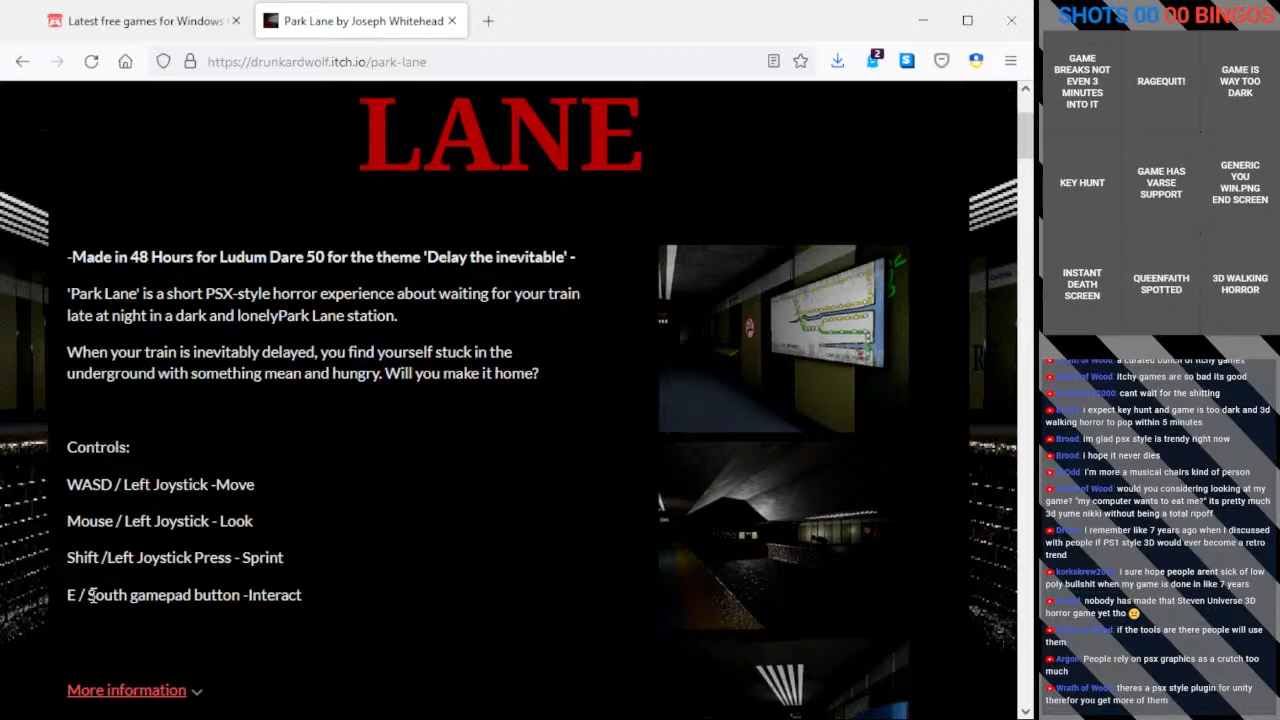 Latest free games for Windows
Park Lane by Joseph Whitehead
https://drunkardwolf.itch.io/park-lane
2
LANE
-Made in 48 Hours for Ludum Dare 50 for the theme 'Delay the inevitable' -
'Park Lane' is a short PSX-style horror experience about waiting for your train
late at night in a dark and lonelyPark Lane station.
When your train is inevitably delayed, you find yourself stuck in the
underground with something mean and hungry. Will you make it home?
Controls:
WASD / Left Joystick -Move
Mouse / Left Joystick - Look
Shift /Left Joystick Press - Sprint
E / South gamepad button -Interact
More information
SHOTS 00 00 BINGOS
GAME
BREAKS NOT
EVEN 3
MINUTES
INTO IT
RAGEQUIT!
GAME IS
WAY TOO
DARK
KEY HUNT
GAME HAS
VARSE
SUPPORT
GENERIC
YOU
WIN.PNG
END SCREEN
INSTANT
DEATH
SCREEN
QUEENFAITH
SPOTTED
3D WALKING
HORROR
Wrath of Wood: a curated bunch of itchy games
itchy games are so bad its good
cant wait for the shitting
Brood: i expect key hunt and game is too dark and 3d
walking horror to pop within 5 minutes
Brood: im glad psx style is trendy right now
Brood: i hope it never dies
I'm more a musical chairs kind of person
would you considering looking at my
game? "my computer wants to eat me?" its pretty much
3d yume nikki without being a total ripoff
I remember like 7 years ago when I discussed
with people if PS1 style 3D would ever become a retro
trend
i sure hope people arent sick of low
poly bullshit when my game is done in like 7 years
nobody has made that Steven Universe 3D
horror game yet tho
if the tools are there people will use
them
Argon: People rely on psx graphics as a crutch too
much
Wrath of Wood: theres a psx style plugin for unity
therefor you get more of them